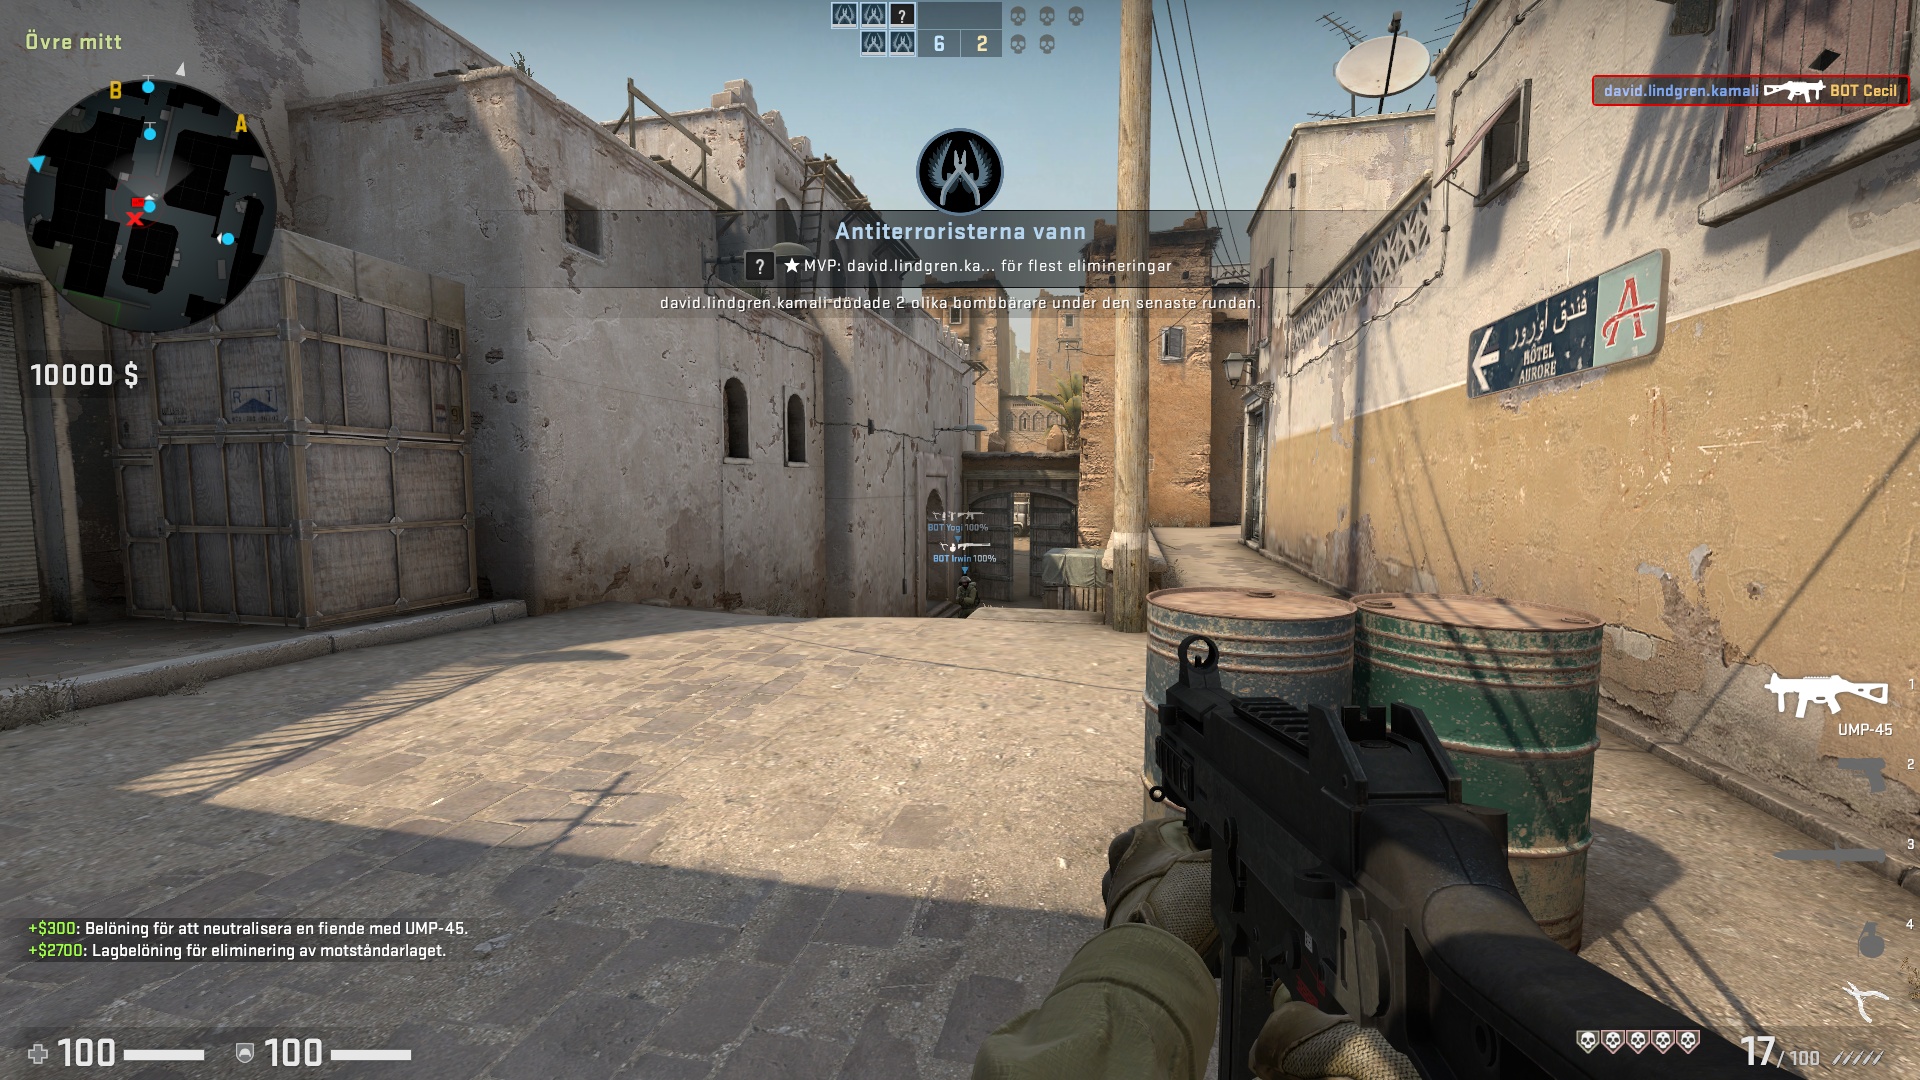 Övre mitt
B
A
?
6 2
david.lindgren.kamali BOT Cecil
Antiterroristerna vann
? ★ MVP: david.lindgren.ka... för flest elimineringar
david.lindgren.kamali dödade 2 olika bombbärare under den senaste rundan.
10000 $
R T
فندق أورور
HÔTEL
AURORE
A
BOT Yogi 100%
BOT Irwin 100%
1
UMP-45
2
3
4
+$300: Belöning för att neutralisera en fiende med UMP-45.
+$2700: Lagbelöning för eliminering av motståndarlaget.
100 100
17 / 100